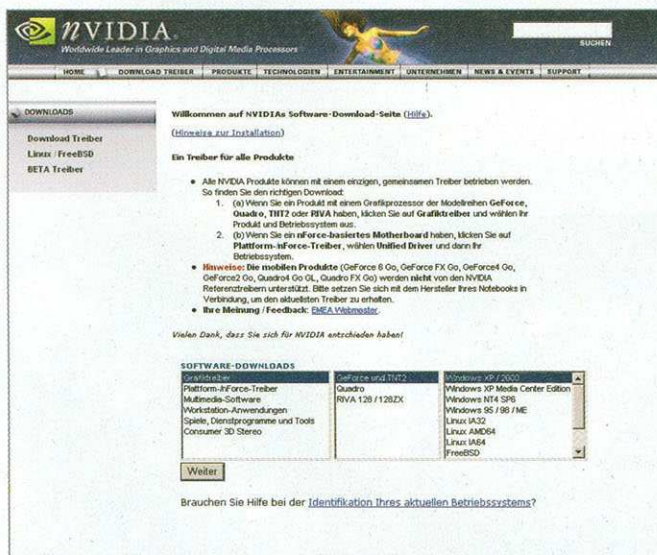 nVIDIA.
Worldwide Leader in Graphics and Digital Media Processors
SUCHEN
HOME DOWNLOAD TREIBER PRODUKTE TECHNOLOGIEN ENTERTAINMENT UNTERNEHMEN NEWS & EVENTS SUPPORT
DOWNLOADS
Download Treiber
Linux / FreeBSD
BETA Treiber
Willkommen auf NVIDIAs Software-Download-Seite (Hilfe).
(Hinweise zur Installation)
Ein Treiber für alle Produkte
• Alle NVIDIA Produkte können mit einem einzigen, gemeinsamen Treiber betrieben werden.
So finden Sie den richtigen Download:
1. (a) Wenn Sie ein Produkt mit einem Grafikprozessor der Modellreihen GeForce,
Quadro, TNT2 oder RIVA haben, klicken Sie auf Grafiktreiber und wählen Ihr
Produkt und Betriebssystem aus.
2. (b) Wenn Sie ein nForce-basiertes Motherboard haben, klicken Sie auf
Plattform-nForce-Treiber, wählen Unified Driver und dann Ihr
Betriebssystem.
• Hinweise: Die mobilen Produkte (GeForce 6 Go, GeForce FX Go, GeForce4 Go,
GeForce2 Go, Quadro4 Go GL, Quadro FX Go) werden nicht von den NVIDIA
Referenztreibern unterstützt. Bitte setzen Sie sich mit dem Hersteller Ihres Notebooks in
Verbindung, um den aktuellsten Treiber zu erhalten.
• Ihre Meinung / Feedback: EMEA Webmaster.
Vielen Dank, dass Sie sich für NVIDIA entschieden haben!
SOFTWARE-DOWNLOADS
Grafiktreiber
Plattform-/nForce-Treiber
Multimedia-Software
Workstation-Anwendungen
Spiele, Dienstprogramme und Tools
Consumer 3D Stereo
GeForce und TNT2
Quadro
RIVA 128 / 128ZX
Windows XP / 2000
Windows XP Media Center Edition
Windows NT4 SP6
Windows 95 / 98 / ME
Linux IA32
Linux AMD64
Linux IA64
FreeBSD
Weiter
Brauchen Sie Hilfe bei der Identifikation Ihres aktuellen Betriebssystems?